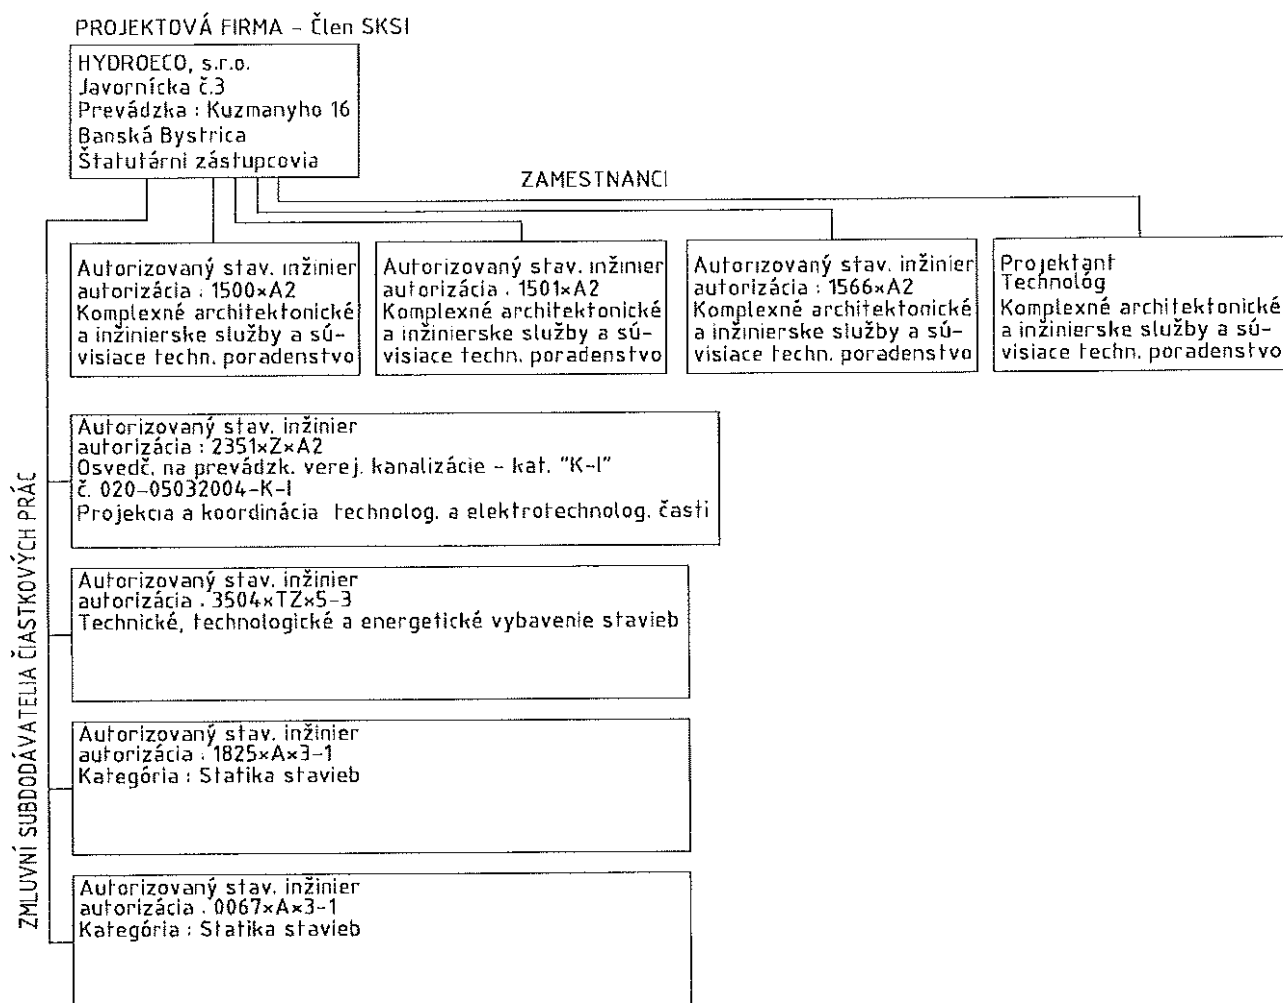 PROJEKTOVÁ FIRMA - Člen SKSI
HYDROECO, s.r.o.
Javornícka č.3
Prevádzka : Kuzmanyho 16
Banská Bystrica
Štatutárni zástupcovia
ZAMESTNANCI
Autorizovaný stav. inžinier
autorizácia : 1500×A2
Komplexné architektonické
a inžinierske služby a sú-
visiace techn. poradenstvo
Autorizovaný stav. inžinier
autorizácia . 1501×A2
Komplexné architektonické
a inžinierske služby a sú-
visiace techn. poradenstvo
Autorizovaný stav. inžinier
autorizácia : 1566×A2
Komplexné architektonické
a inžinierske služby a sú-
visiace techn. poradenstvo
Projektant
Technológ
Komplexné architektonické
a inžinierske služby a sú-
visiace techn. poradenstvo
ZMLUVNÍ SUBDODÁVATELIA ČIASTKOVÝCH PRÁC
Autorizovaný stav. inžinier
autorizácia : 2351×Z×A2
Osvedč. na prevádzk. verej. kanalizácie - kat. "K-I"
č. 020-05032004-K-I
Projekcia a koordinácia technolog. a elektrotechnolog. časti
Autorizovaný stav. inžinier
autorizácia . 3504×TZ×5-3
Technické, technologické a energetické vybavenie stavieb
Autorizovaný stav. inžinier
autorizácia : 1825×A×3-1
Kategória : Statika stavieb
Autorizovaný stav. inžinier
autorizácia . 0067×A×3-1
Kategória : Statika stavieb